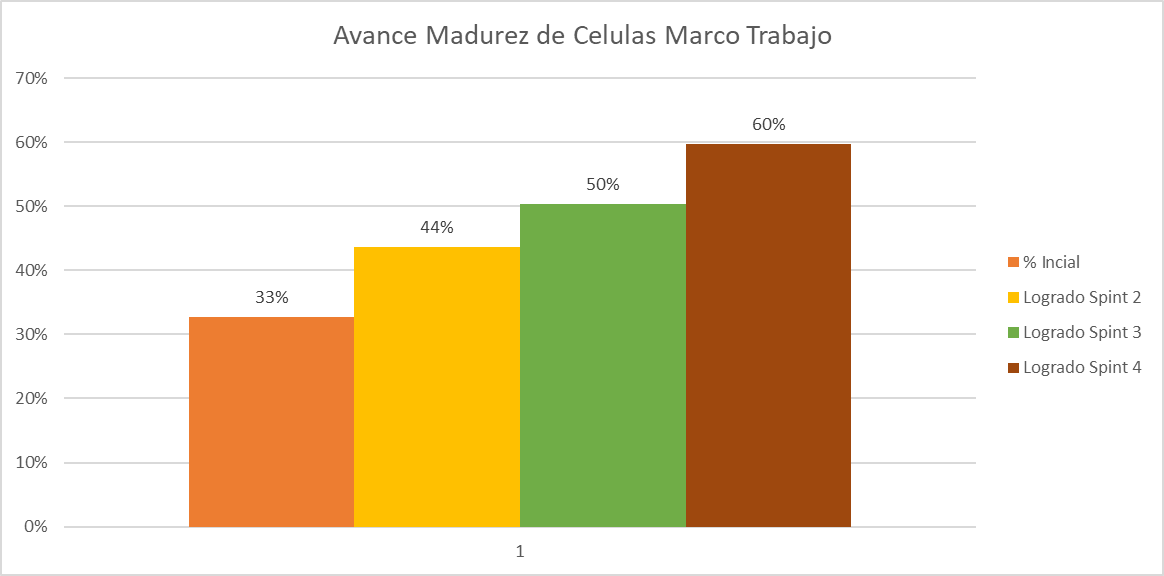 Avance Madurez de Celulas Marco Trabajo
70%
60%
50%
40%
30%
20%
10%
0%
33%
44%
50%
60%
1
% Incial
Logrado Spint 2
Logrado Spint 3
Logrado Spint 4